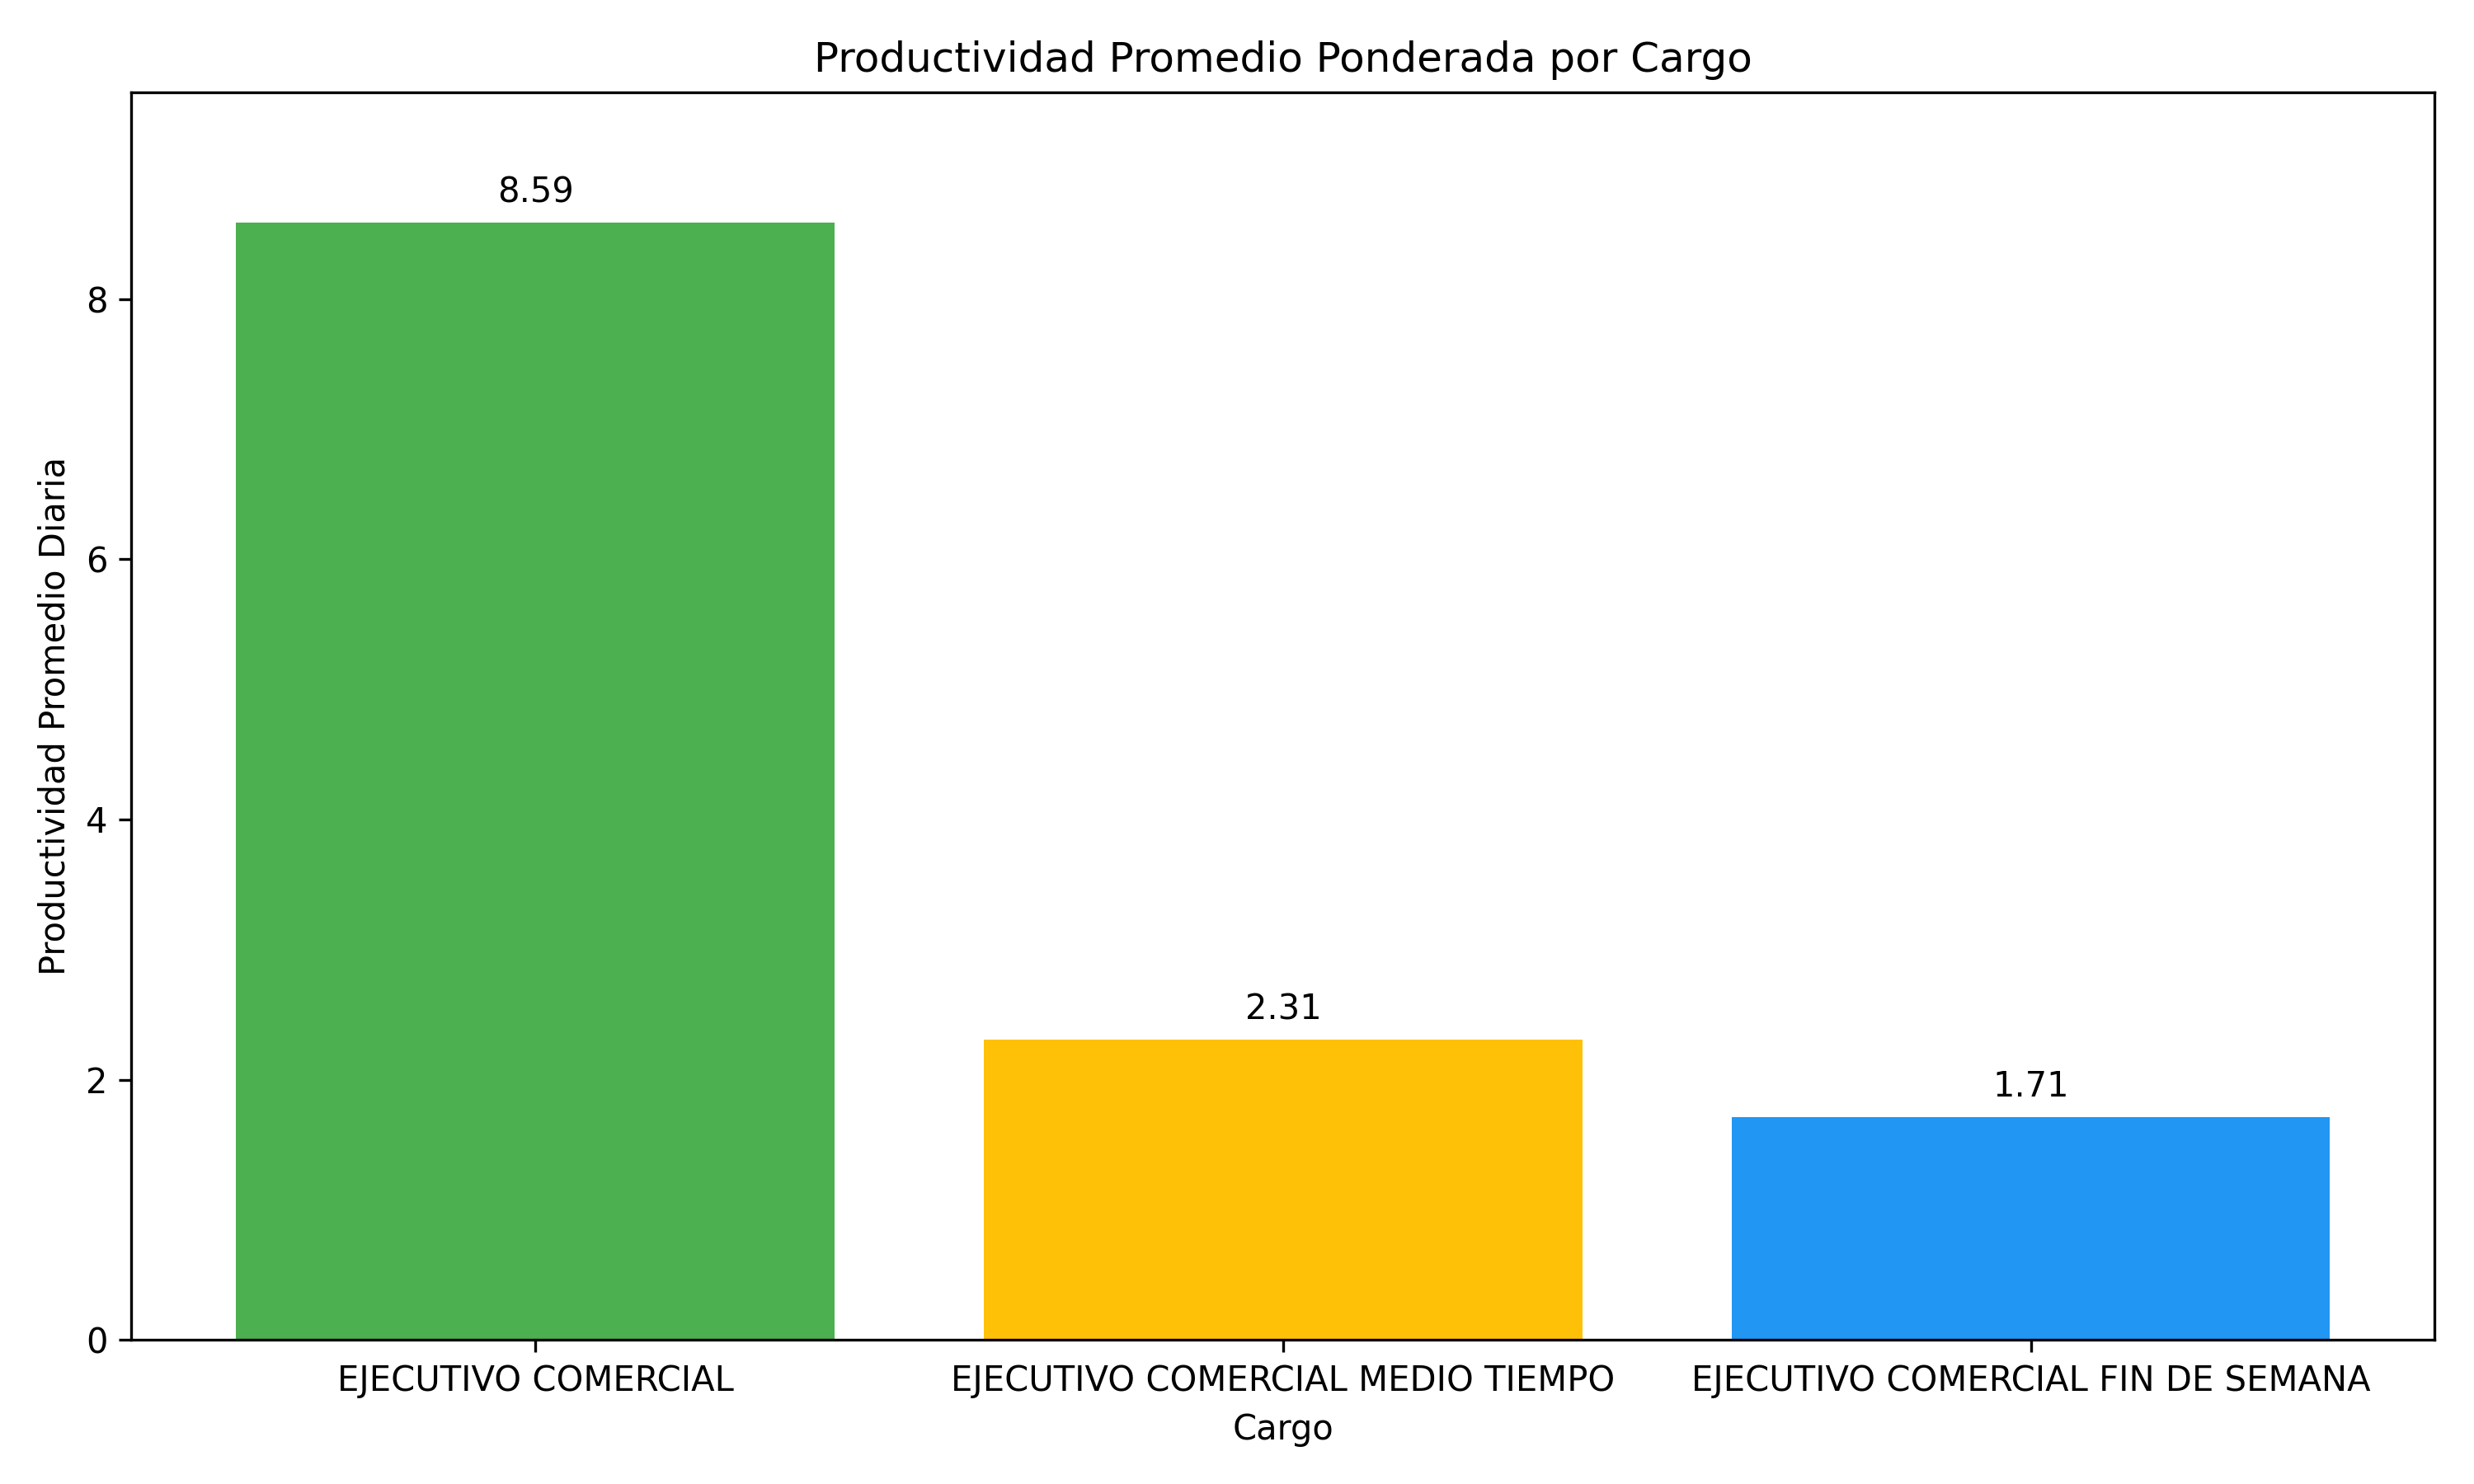 Productividad Promedio Ponderada por Cargo
Productividad Promedio Diaria
8
6
4
2
0
8.59
2.31
1.71
EJECUTIVO COMERCIAL
EJECUTIVO COMERCIAL MEDIO TIEMPO
EJECUTIVO COMERCIAL FIN DE SEMANA
Cargo